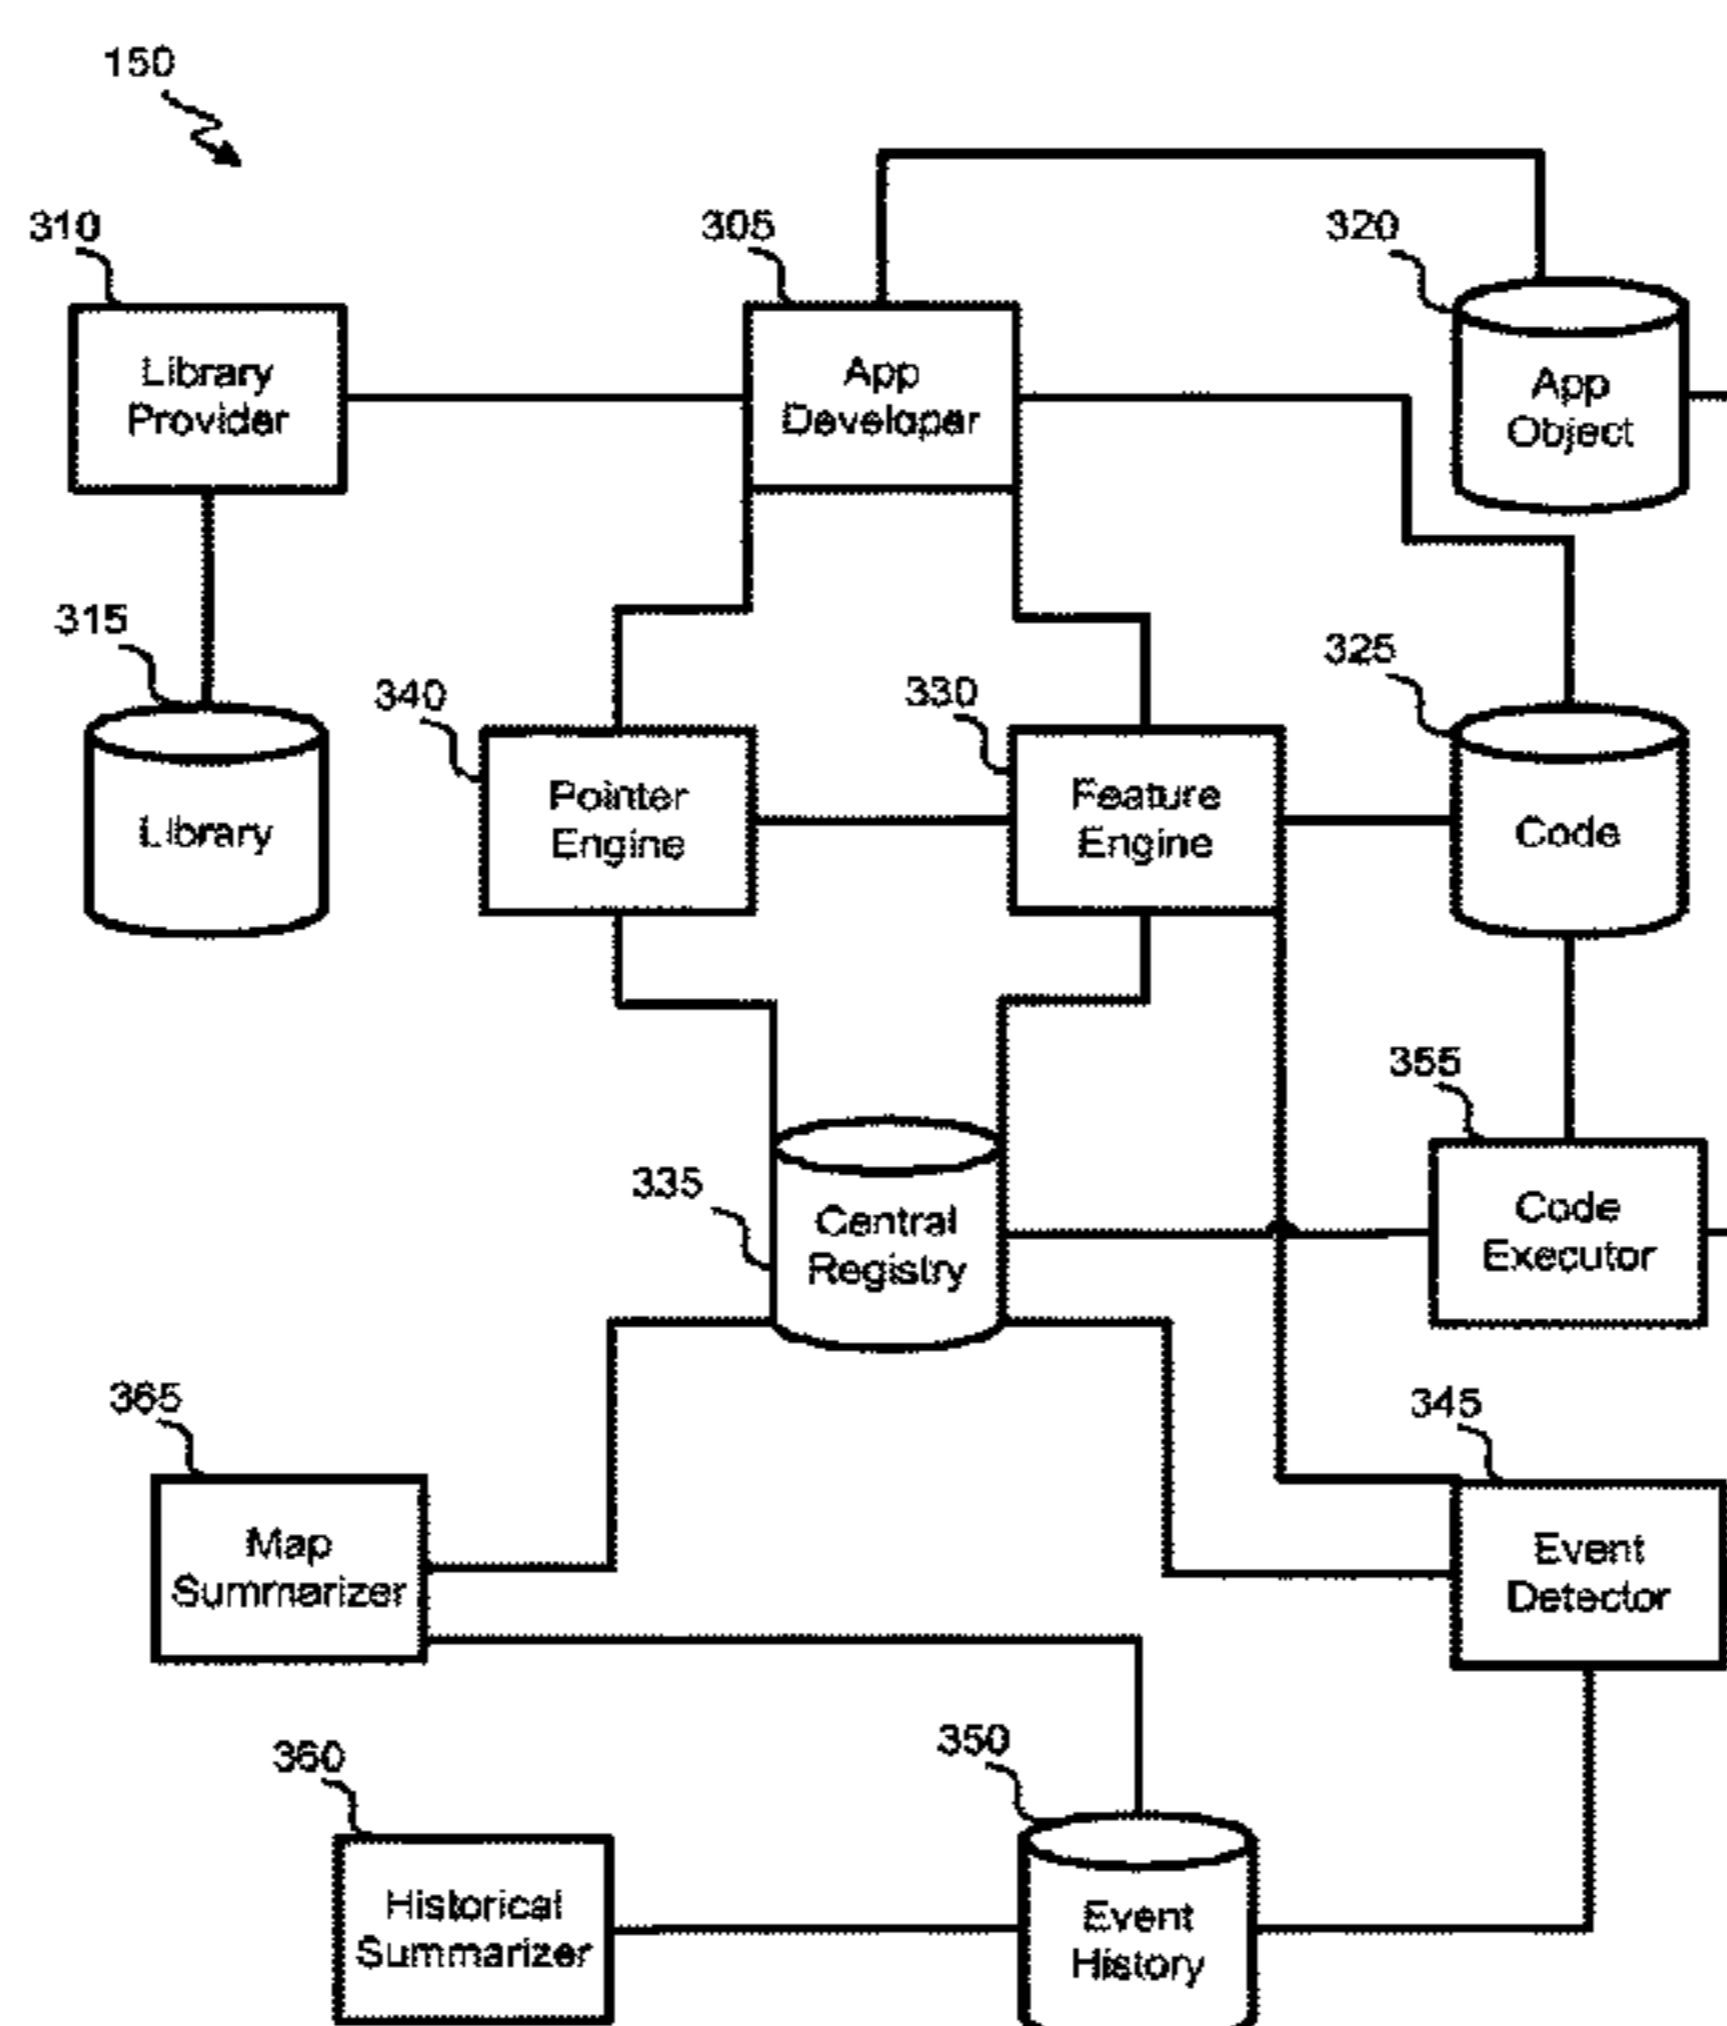 150
310
305
320
Library
Provider
App
Developer
App
Object
315
340
330
325
Library
Pointer
Engine
Feature
Engine
Code
335
355
Central
Registry
Code
Executor
365
345
Map
Summarizer
Event
Detector
360
350
Historical
Summarizer
Event
History